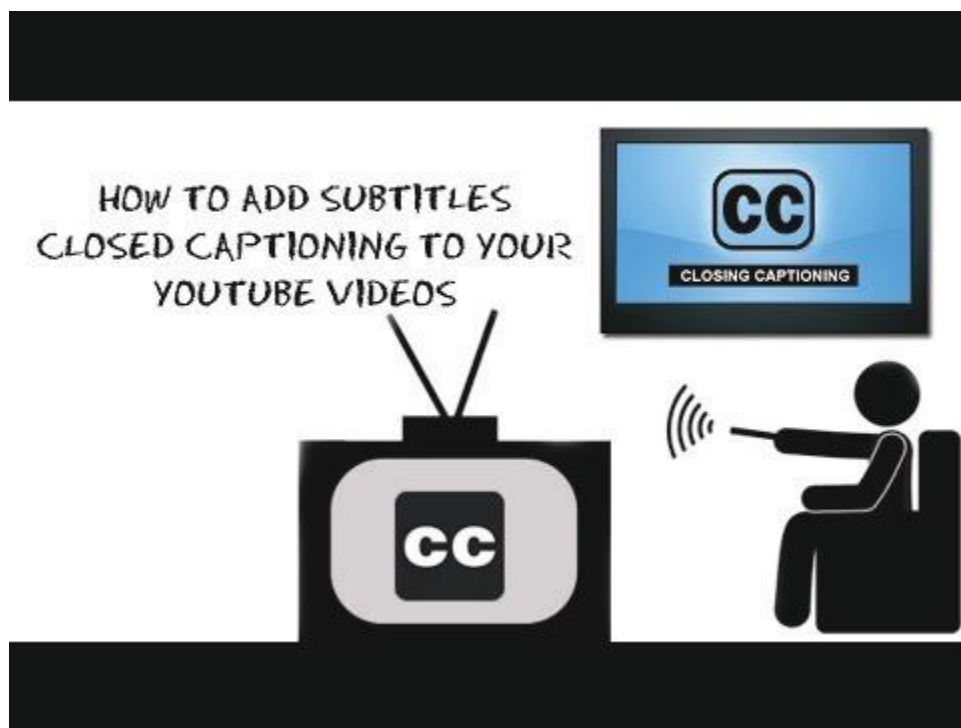 HOW TO ADD SUBTITLES
CLOSED CAPTIONING TO YOUR
YOUTUBE VIDEOS
CC
CLOSING CAPTIONING
CC